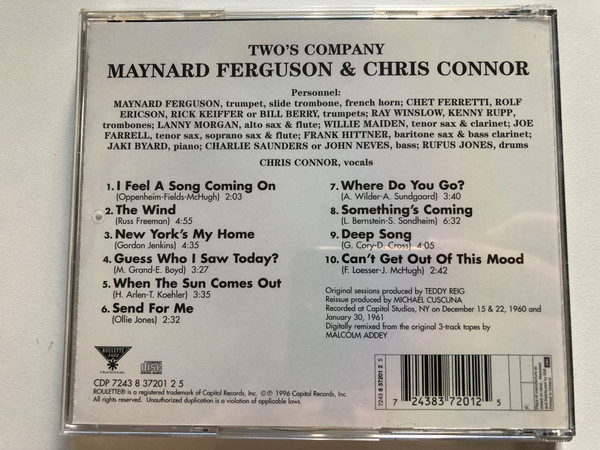 TWO'S COMPANY
MAYNARD FERGUSON & CHRIS CONNOR
Personnel:
MAYNARD FERGUSON, trumpet, slide trombone, french horn; CHET FERRETTI, ROLF
ERICSON, RICK KEIFFER or BILL BERRY, trumpets; RAY WINSLOW, KENNY RUPP,
trombones; LANNY MORGAN, alto sax & flute; WILLIE MAIDEN, tenor sax & clarinet; JOE
FARRELL, tenor sax, soprano sax & flute; FRANK HITTNER, baritone sax & bass clarinet;
JAKI BYARD, piano; CHARLIE SAUNDERS or JOHN NEVES, bass; RUFUS JONES, drums
CHRIS CONNOR, vocals
1. I Feel A Song Coming On
(Oppenheim-Fields-McHugh) 2:03
2. The Wind
(Russ Freeman) 4:55
3. New York's My Home
(Gordon Jenkins) 4:35
4. Guess Who I Saw Today?
(M. Grand-E. Boyd) 3:27
5. When The Sun Comes Out
(H. Arlen-T. Koehler) 3:35
6. Send For Me
(Ollie Jones) 2:32
7. Where Do You Go?
(A. Wilder-A. Sundgaard) 3:40
8. Something's Coming
(L. Bernstein-S. Sondheim) 6:32
9. Deep Song
(G. Cory-D. Cross) 4:05
10. Can't Get Out Of This Mood
(F. Loesser-J. McHugh) 2:42
Original sessions produced by TEDDY REIG
Reissue produced by MICHAEL CUSCUNA
Recorded at Capitol Studios, NY on December 15 & 22, 1960 and
January 30, 1961
Digitally remixed from the original 3-track tapes by
MALCOLM ADDEY
ROULETTE
JAZZ
COMPACT
disc
DIGITAL AUDIO
CDP 7243 8 37201 2 5
ROULETTE® is a registered trademark of Capitol Records, Inc. © ℗ 1996 Capitol Records, Inc. All
rights reserved. Unauthorized duplication is a violation of applicable laws.
7243 8 37201 2 5
7 24383 72012 5